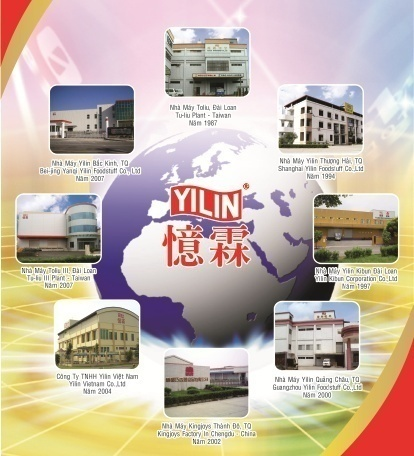 Nhà Máy Toliu, Đài Loan
Tu-liu Plant - Taiwan
Năm 1987
Nhà Máy Yilin Bắc Kinh, TQ
Bei-jing Yanqi Yilin Foodstuff Co.,Ltd
Năm 2007
Nhà Máy Yilin Thượng Hải, TQ
Shanghai Yilin Foodstuff Co.,Ltd
Năm 1994
YILIN®
憶霖
Nhà Máy Toliu III, Đài Loan
Tu-liu III Plant - Taiwan
Năm 2007
Nhà Máy Yilin Kibun Đài Loan
Yilin Kibun Corporation Co.,Ltd
Năm 1997
Công Ty TNHH Yilin Việt Nam
Yilin Vietnam Co.,Ltd
Năm 2004
Nhà Máy Yilin Quảng Châu, TQ
Guangzhou Yilin Foodstuff Co.,Ltd
Năm 2000
Nhà Máy Kingjoys Thành Đô, TQ
Kingjoys Factory In Chengdu - China
Năm 2002